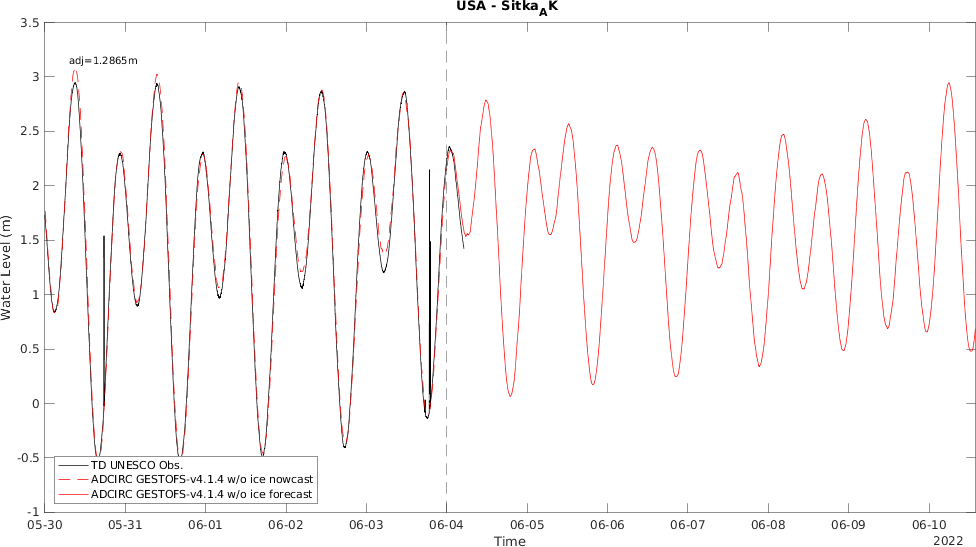 USA - Sitka_AK
adj=1.2865m
3.5
3
2.5
2
1.5
1
0.5
0
-0.5
-1
Water Level (m)
TD UNESCO Obs.
ADCIRC GESTOFS-v4.1.4 w/o ice nowcast
ADCIRC GESTOFS-v4.1.4 w/o ice forecast
05-30 05-31 06-01 06-02 06-03 06-04 06-05 06-06 06-07 06-08 06-09 06-10
Time
2022